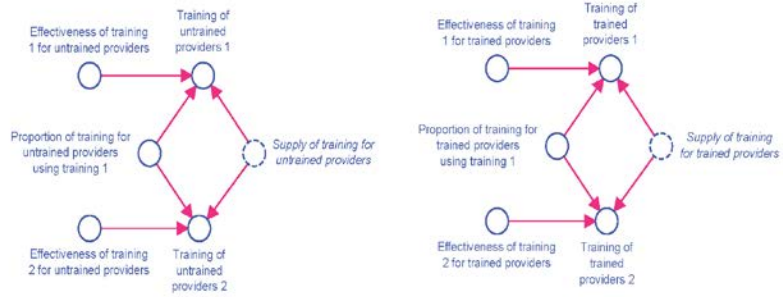 Effectiveness of training
1 for untrained providers
Training of
untrained
providers 1
Proportion of training for
untrained providers
using training 1
Supply of training for
untrained providers
Effectiveness of training
2 for untrained providers
Training of
untrained
providers 2
Effectiveness of training
1 for trained providers
Training of
trained
providers 1
Proportion of training for
trained providers
using training 1
Supply of training
for trained providers
Effectiveness of training
2 for trained providers
Training of
trained
providers 2